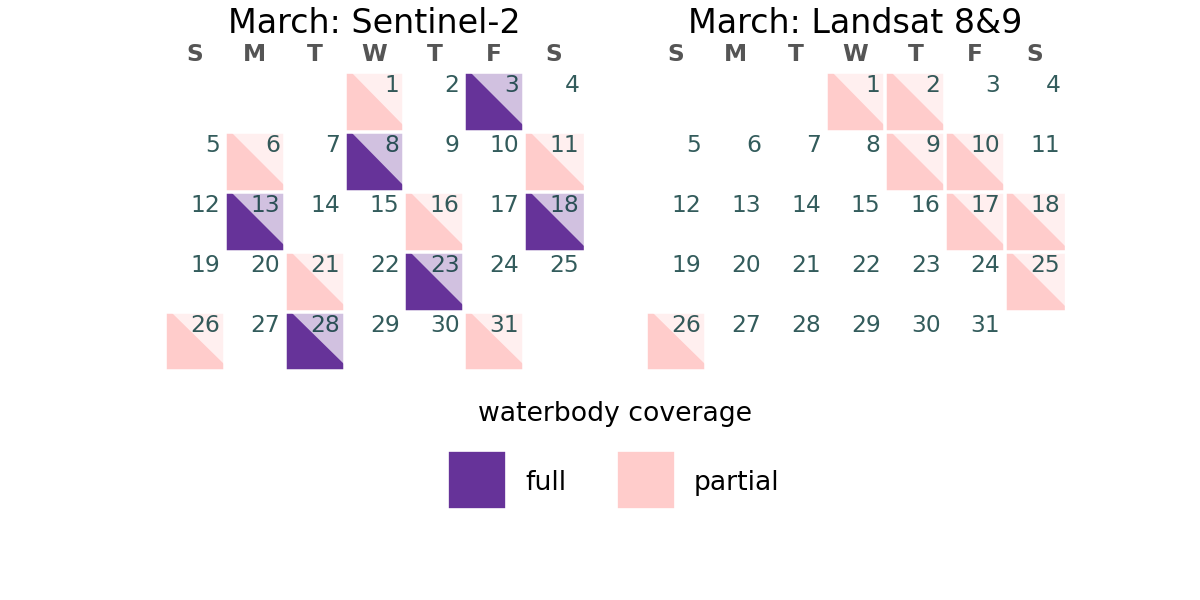 March: Sentinel-2
S M T W T F S
1 2 3 4
5 6 7 8 9 10 11
12 13 14 15 16 17 18
19 20 21 22 23 24 25
26 27 28 29 30 31
March: Landsat 8&9
S M T W T F S
1 2 3 4
5 6 7 8 9 10 11
12 13 14 15 16 17 18
19 20 21 22 23 24 25
26 27 28 29 30 31
waterbody coverage
full
partial